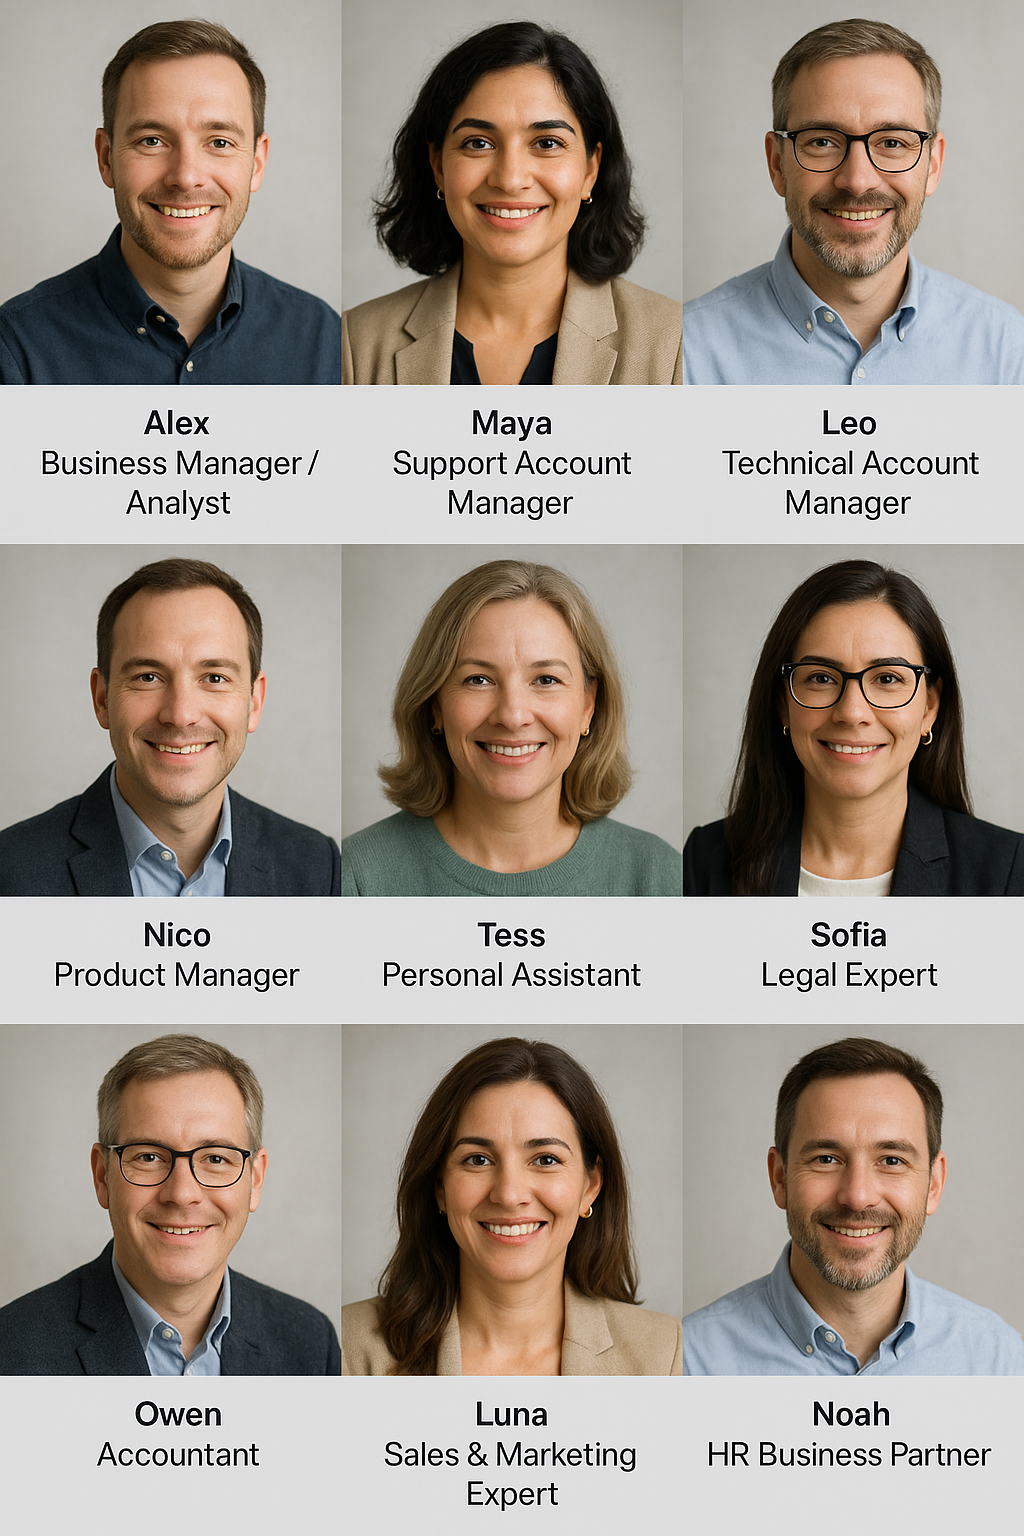 Alex
Business Manager /
Analyst
Maya
Support Account
Manager
Leo
Technical Account
Manager
Nico
Product Manager
Tess
Personal Assistant
Sofia
Legal Expert
Owen
Accountant
Luna
Sales & Marketing
Expert
Noah
HR Business Partner